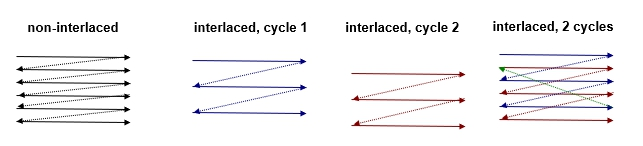 non-interlaced
interlaced, cycle 1
interlaced, cycle 2
interlaced, 2 cycles